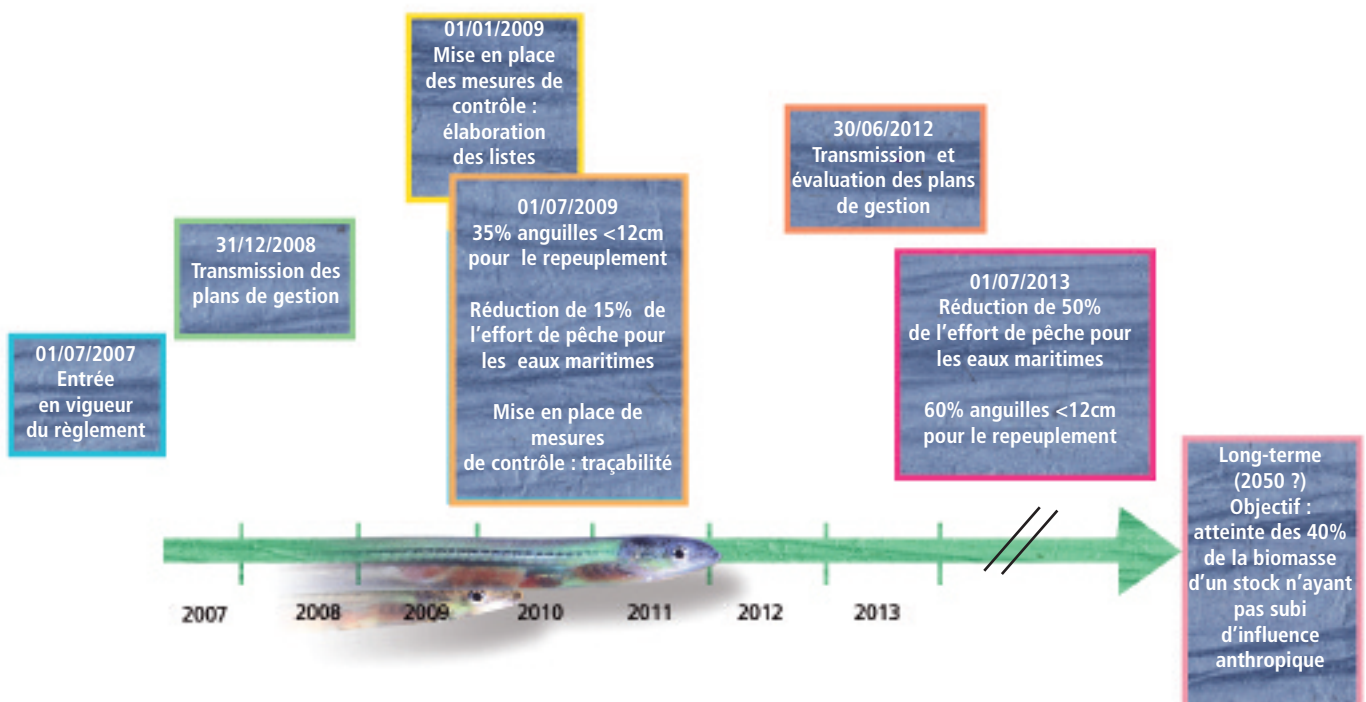 01/07/2007
Entrée
en vigueur
du règlement
31/12/2008
Transmission des
plans de gestion
01/01/2009
Mise en place
des mesures de
contrôle :
élaboration
des listes
01/07/2009
35% anguilles <12cm
pour le repeuplement
Réduction de 15% de
l'effort de pêche pour
les eaux maritimes
Mise en place de
mesures
de contrôle : traçabilité
30/06/2012
Transmission et
évaluation des plans
de gestion
01/07/2013
Réduction de 50%
de l'effort de pêche pour
les eaux maritimes
60% anguilles <12cm
pour le repeuplement
Long-terme
(2050 ?)
Objectif :
atteinte des 40%
de la biomasse
d'un stock n'ayant
pas subi
d'influence
anthropique
2007 2008 2009 2010 2011 2012 2013